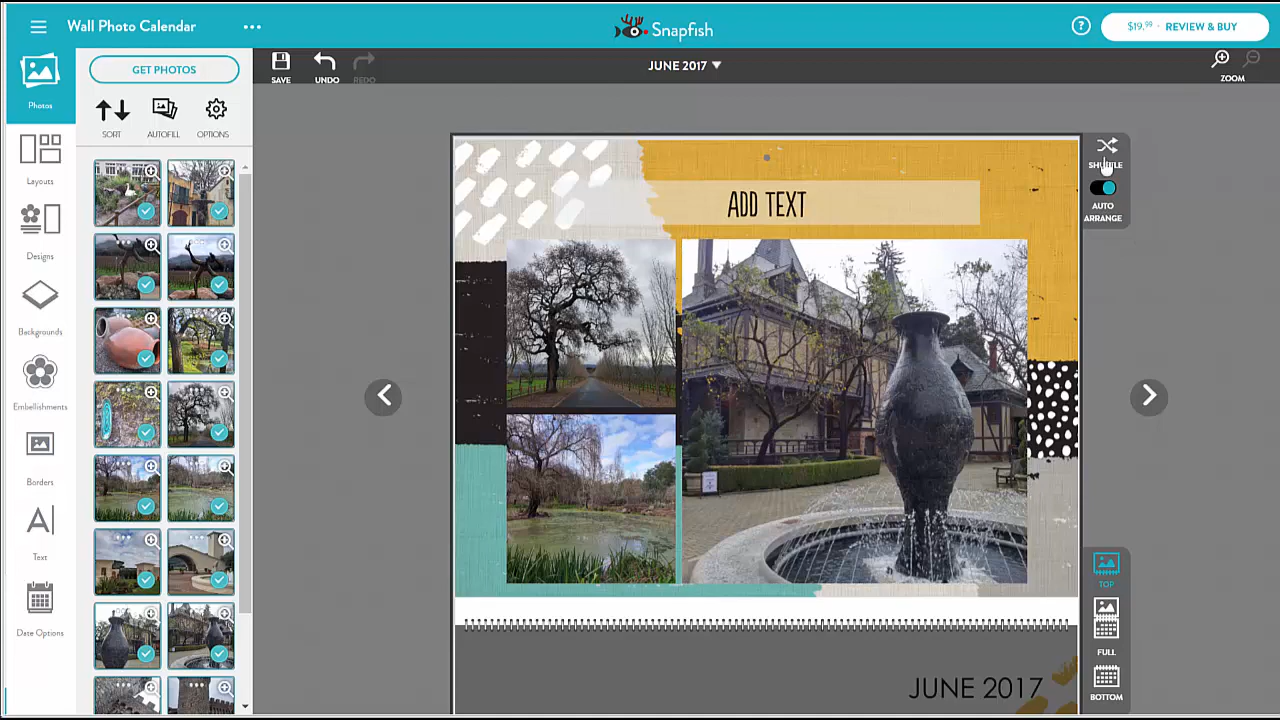 Wall Photo Calendar
Snapfish
?
$19.99 · REVIEW & BUY
GET PHOTOS
SAVE
UNDO
REDO
JUNE 2017
ZOOM
Photos
SORT
AUTOFILL
OPTIONS
SHUFFLE
AUTO
ARRANGE
Layouts
ADD TEXT
Designs
Backgrounds
Embellishments
Borders
Text
Date Options
TOP
FULL
BOTTOM
JUNE 2017